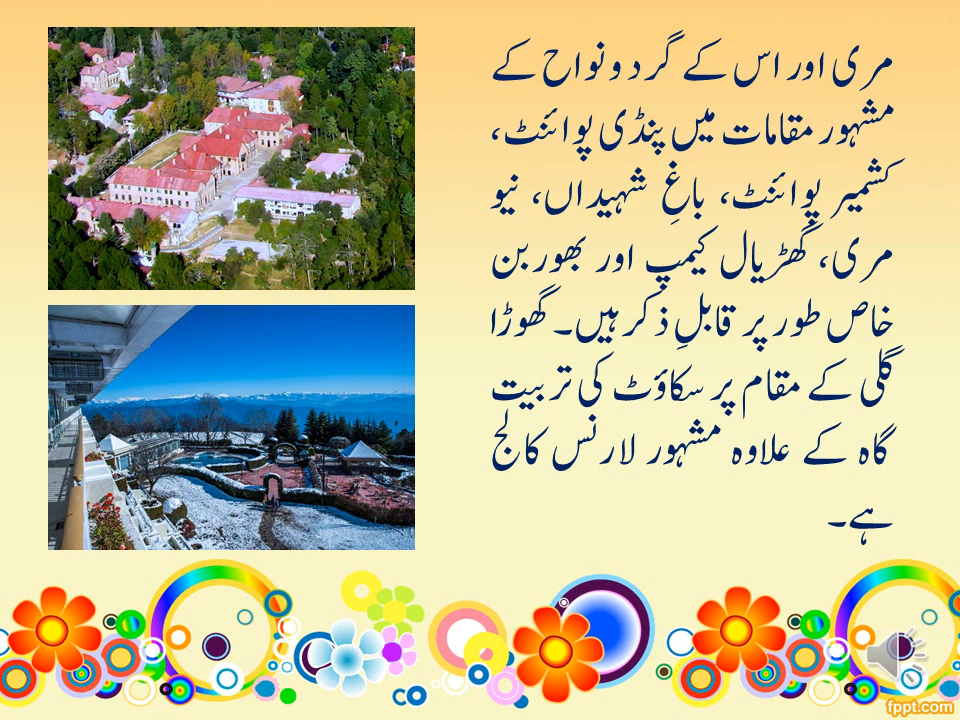 مری اور اس کے گرد و نواح کے
مشہور مقامات میں پنڈی پوائنٹ،
کشمیر پوائنٹ، باغِ شہیداں، نیو
مری، گھڑیال کیمپ اور بھوربن
خاص طور پر قابلِ ذکر ہیں۔ گھوڑا
گلی کے مقام پر سکاؤٹ کی تربیت
گاہ کے علاوہ مشہور لارنس کالج
ہے۔
fppt.com